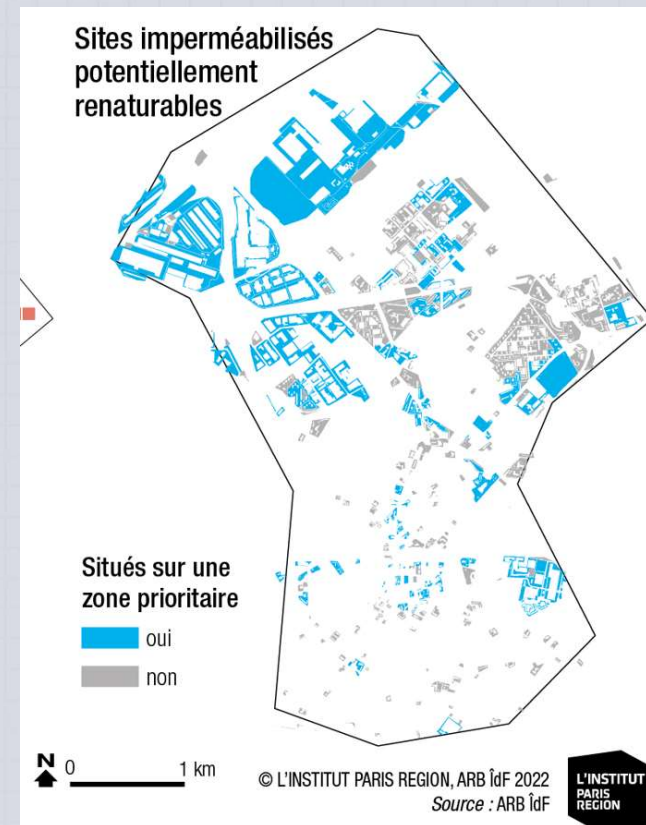 Sites imperméabilisés
potentiellement
renaturables
Situés sur une
zone prioritaire
oui
non
N
0 1 km
© L'INSTITUT PARIS REGION, ARB ÎdF 2022
Source : ARB ÎdF
L'INSTITUT
PARIS
REGION